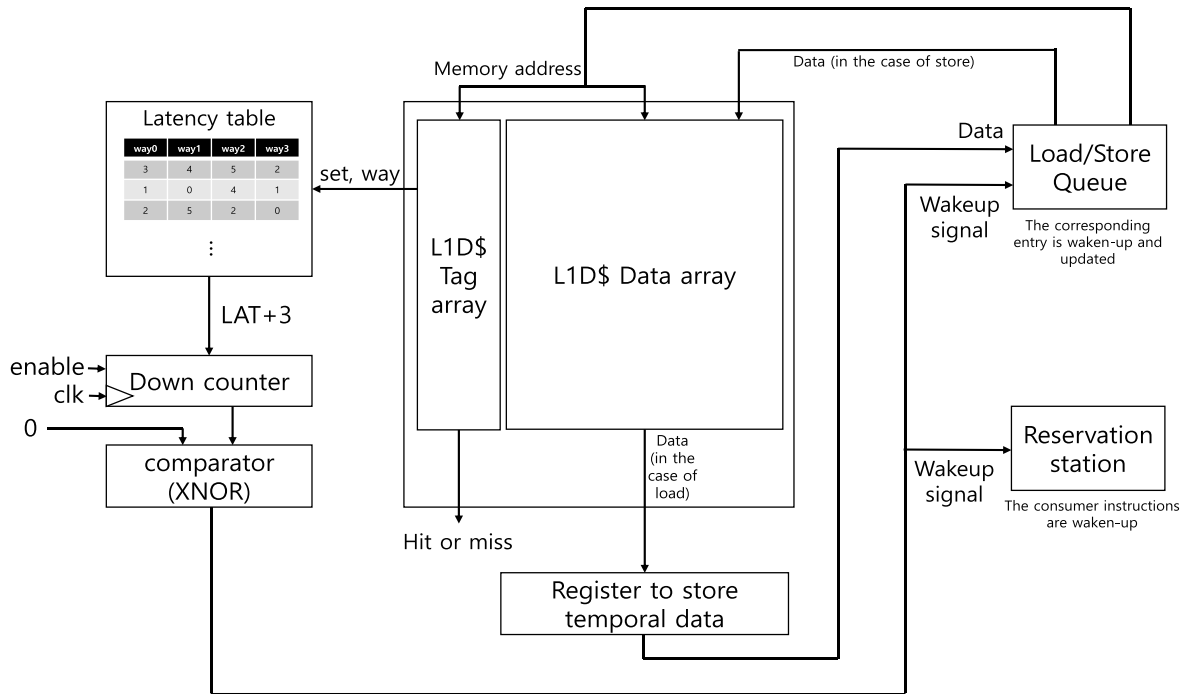 Memory address
Data (in the case of store)
Latency table
way0 way1 way2 way3
3 4 5 2
1 0 4 1
2 5 2 0
⋮
set, way
L1D$
Tag
array
L1D$ Data array
Data
Load/Store
Queue
Wakeup
signal
The corresponding
entry is waken-up and
updated
LAT+3
enable
clk
Down counter
0
comparator
(XNOR)
Data
(in the
case of
load)
Hit or miss
Reservation
station
Wakeup
signal
The consumer instructions
are waken-up
Register to store
temporal data